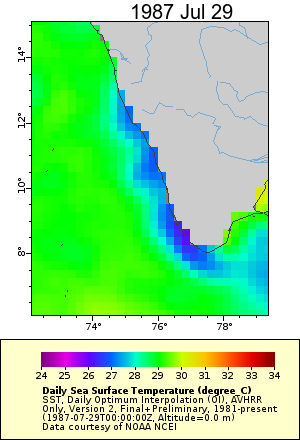 1987 Jul 29
14°
12°
10°
8°
74° 76° 78°
24 25 26 27 28 29 30 31 32 33 34
Daily Sea Surface Temperature (degree_C)
SST, Daily Optimum Interpolation (OI), AVHRR
Only, Version 2, Final+Preliminary, 1981-present
(1987-07-29T00:00:00Z, Altitude=0.0 m)
Data courtesy of NOAA NCEI